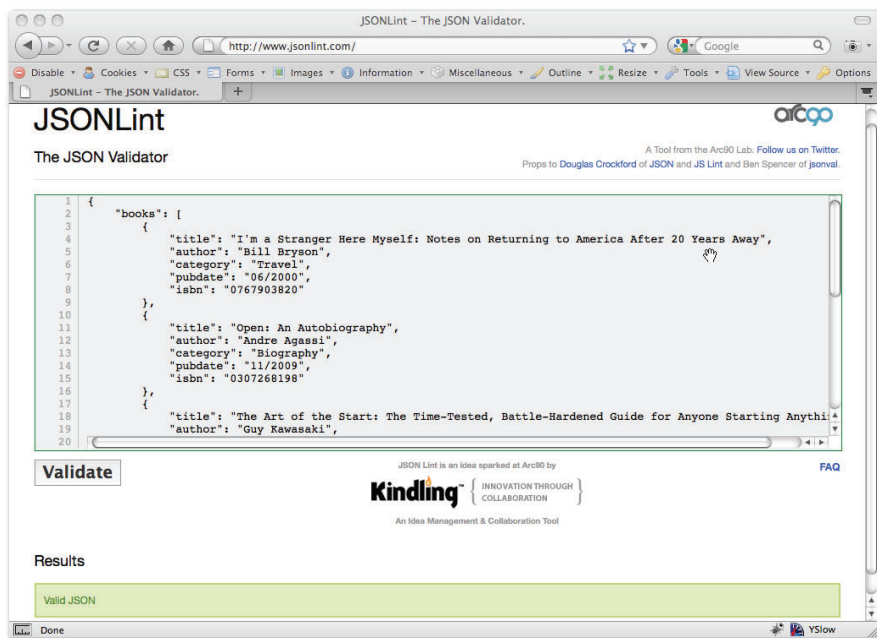 JSONLint – The JSON Validator.
http://www.jsonlint.com/
Google
Disable Cookies CSS Forms Images Information Miscellaneous Outline Resize Tools View Source Options
JSONLint – The JSON Validator.
JSONLint
arc90
The JSON Validator
A Tool from the Arc90 Lab. Follow us on Twitter.
Props to Douglas Crockford of JSON and JS Lint and Ben Spencer of jsonval.
1 {
2 "books": [
3 {
4 "title": "I'm a Stranger Here Myself: Notes on Returning to America After 20 Years Away",
5 "author": "Bill Bryson",
6 "category": "Travel",
7 "pubdate": "06/2000",
8 "isbn": "0767903820"
9 },
10 {
11 "title": "Open: An Autobiography",
12 "author": "Andre Agassi",
13 "category": "Biography",
14 "pubdate": "11/2009",
15 "isbn": "0307268198"
16 },
17 {
18 "title": "The Art of the Start: The Time-Tested, Battle-Hardened Guide for Anyone Starting Anythi
19 "author": "Guy Kawasaki",
20
Validate
JSON Lint is an idea sparked at Arc90 by
FAQ
Kindling™ { INNOVATION THROUGH COLLABORATION }
An Idea Management & Collaboration Tool
Results
Valid JSON
Done
YSlow